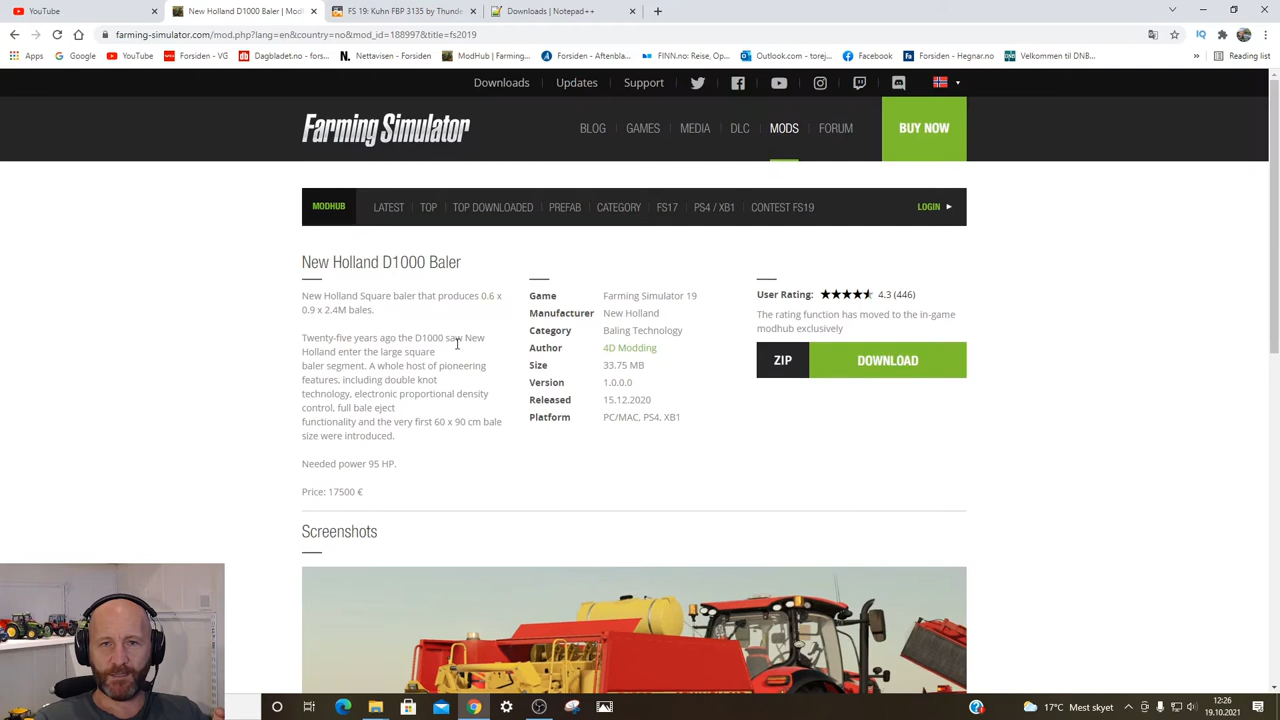 YouTube
New Holland D1000 Baler | Mod
FS 19: Kuhn FBP 3135 by Thunde
Downloads | Notepad++
farming-simulator.com/mod.php?lang=en&country=no&mod_id=188997&title=fs2019
Apps
Google
YouTube
Forsiden - VG
Dagbladet.no - forsi...
Nettavisen - Forsiden
ModHub | Farming...
Forsiden - Aftenbla...
FINN.no: Reise, Op...
Outlook.com - torej...
Facebook
Forsiden - Hegnar.no
Velkommen til DNB...
»
Reading list
Downloads Updates Support
Farming Simulator
BLOG GAMES MEDIA DLC MODS FORUM BUY NOW
MODHUB LATEST TOP TOP DOWNLOADED PREFAB CATEGORY FS17 PS4 / XB1 CONTEST FS19 LOGIN
New Holland D1000 Baler
New Holland Square baler that produces 0.6 x
0.9 x 2.4M bales.
Twenty-five years ago the D1000 saw New
Holland enter the large square
baler segment. A whole host of pioneering
features, including double knot
technology, electronic proportional density
control, full bale eject
functionality and the very first 60 x 90 cm bale
size were introduced.
Needed power 95 HP.
Price: 17500 €
Game Farming Simulator 19
Manufacturer New Holland
Category Baling Technology
Author 4D Modding
Size 33.75 MB
Version 1.0.0.0
Released 15.12.2020
Platform PC/MAC, PS4, XB1
User Rating: 4.3 (446)
The rating function has moved to the in-game
modhub exclusively
ZIP DOWNLOAD
Screenshots
17°C Mest skyet
12:26
19.10.2021